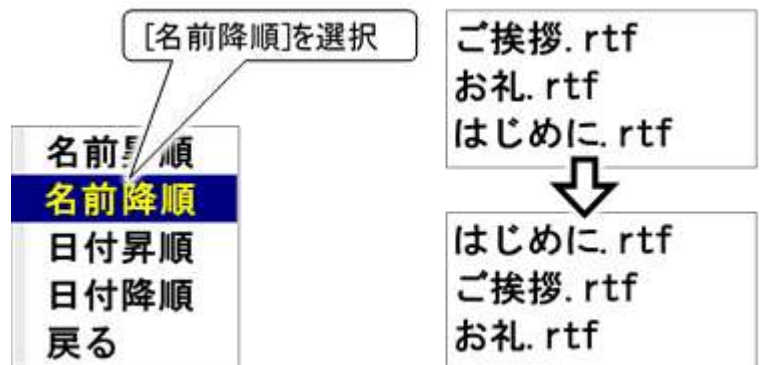 [名前降順]を選択
名前昇順
名前降順
日付昇順
日付降順
戻る
ご挨拶.rtf
お礼.rtf
はじめに.rtf
はじめに.rtf
ご挨拶.rtf
お礼.rtf